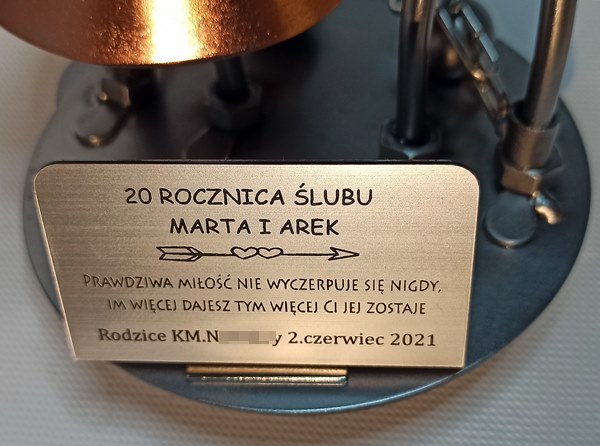 20 ROCZNICA ŚLUBU
MARTA I AREK
PRAWDZIWA MIŁOŚĆ NIE WYCZERPUJE SIĘ NIGDY,
IM WIĘCEJ DAJESZ TYM WIĘCEJ CI JEJ ZOSTAJE
Rodzice KM. 2.czerwiec 2021